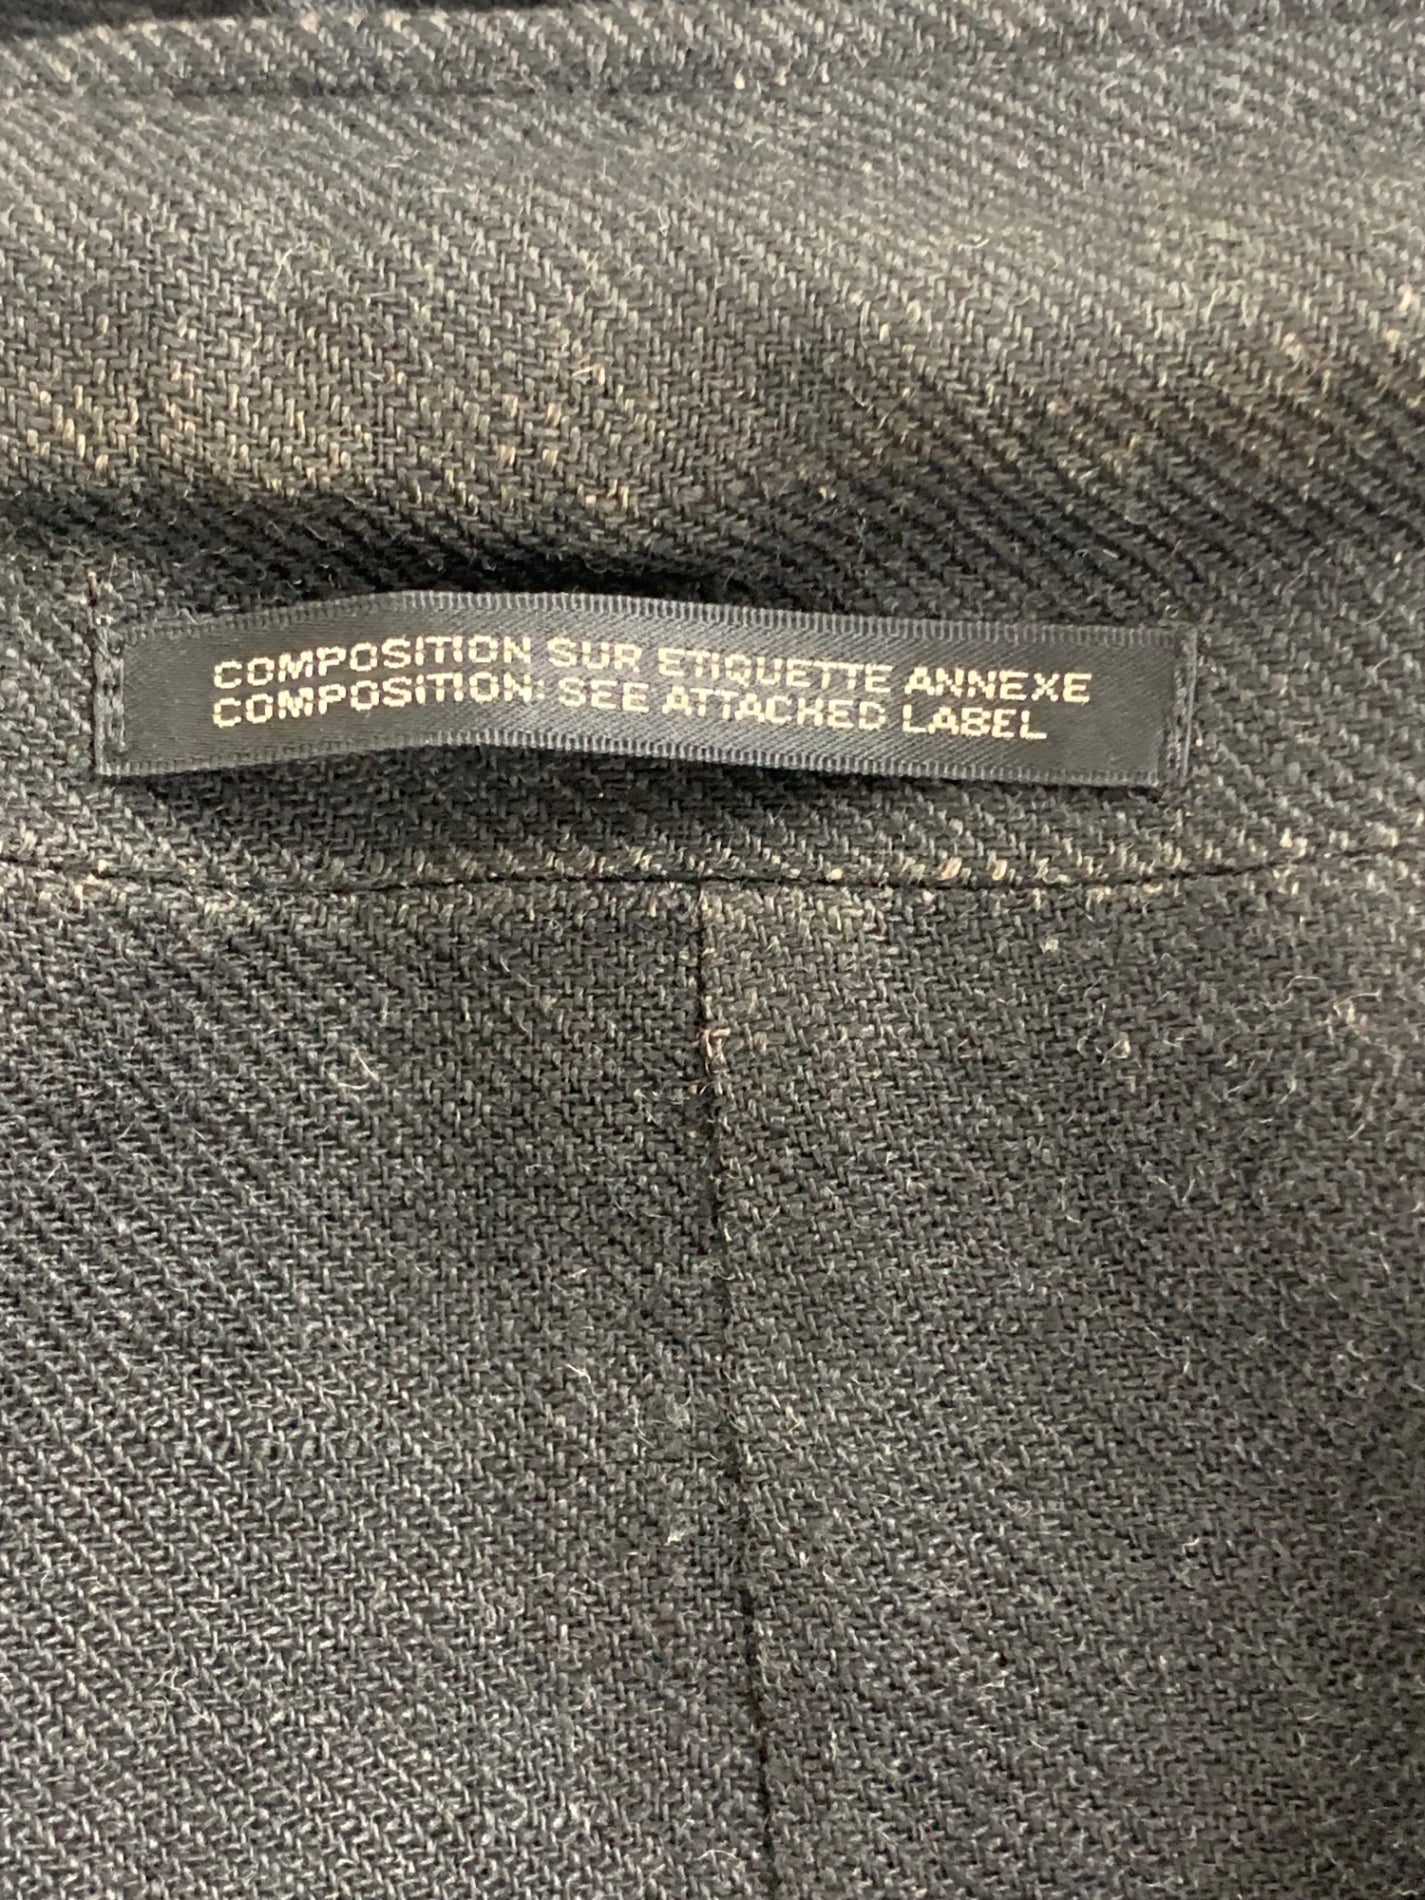 COMPOSITION SUR ETIQUETTE ANNEXE
COMPOSITION: SEE ATTACHED LABEL